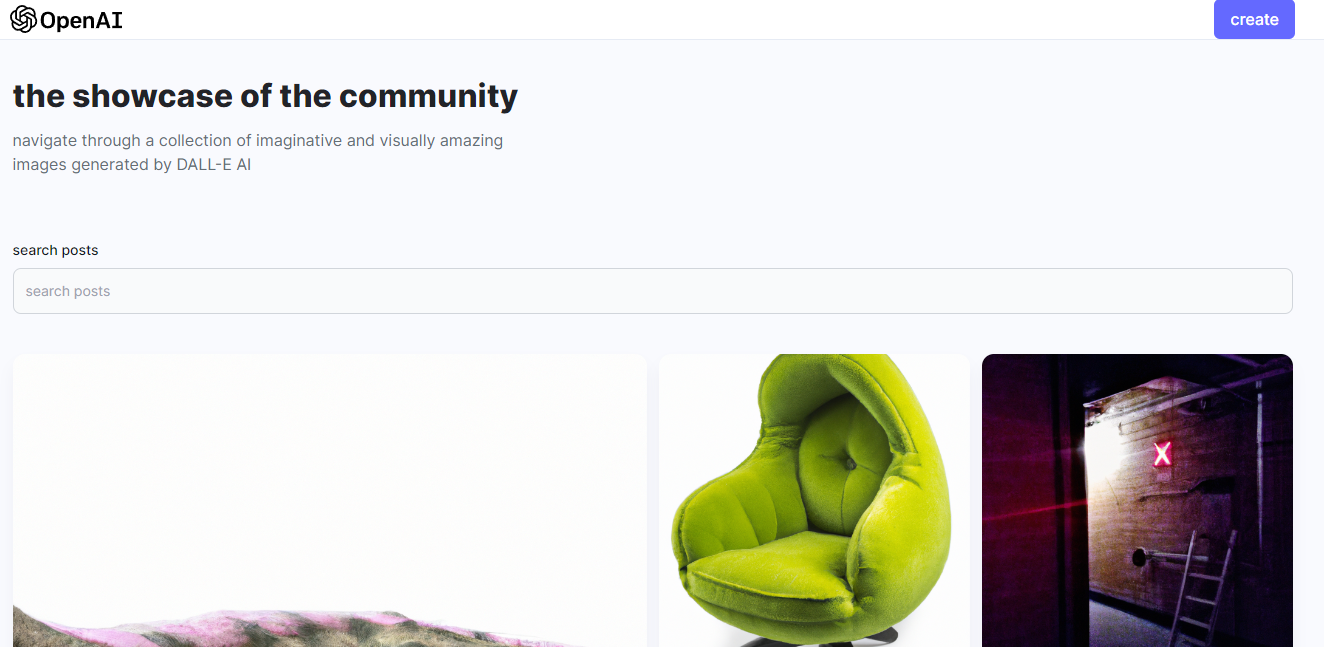 OpenAI
create
the showcase of the community
navigate through a collection of imaginative and visually amazing
images generated by DALL-E AI
search posts
search posts
X